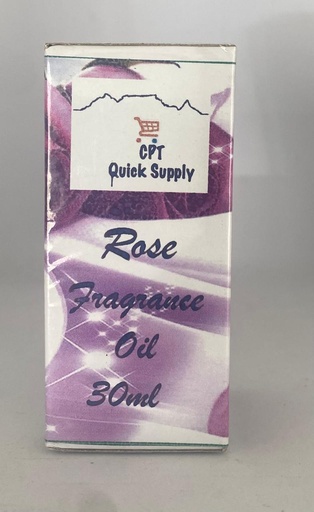 CPT
Quick Supply
Rose
Fragrance
Oil
30ml